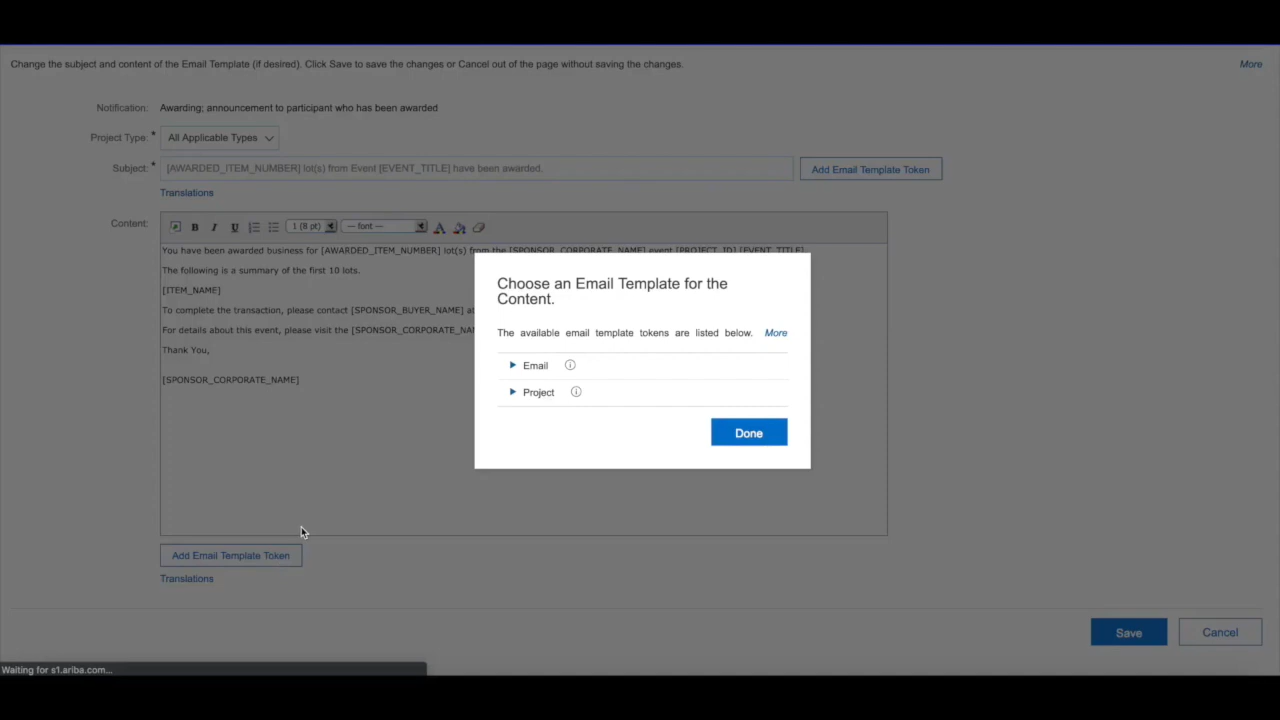 Change the subject and content of the Email Template (if desired). Click Save to save the changes or Cancel out of the page without saving the changes.
More
Notification: Awarding; announcement to participant who has been awarded
Project Type: * All Applicable Types
Subject: * [AWARDED_ITEM_NUMBER] lot(s) from Event [EVENT_TITLE] have been awarded.
Add Email Template Token
Translations
Content:
B I U 1 (8 pt) — font —
You have been awarded business for [AWARDED_ITEM_NUMBER] lot(s) from the [SPONSOR_CORPORATE_NAME] event [PROJECT_ID] [EVENT_TITLE].
The following is a summary of the first 10 lots.
[ITEM_NAME]
To complete the transaction, please contact [SPONSOR_BUYER_NAME] at
For details about this event, please visit the [SPONSOR_CORPORATE_NAM
Thank You,
[SPONSOR_CORPORATE_NAME]
Choose an Email Template for the
Content.
The available email template tokens are listed below. More
Email
Project
Done
Add Email Template Token
Translations
Save
Cancel
Waiting for s1.ariba.com...